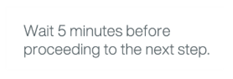 Wait 5 minutes before
proceeding to the next step.